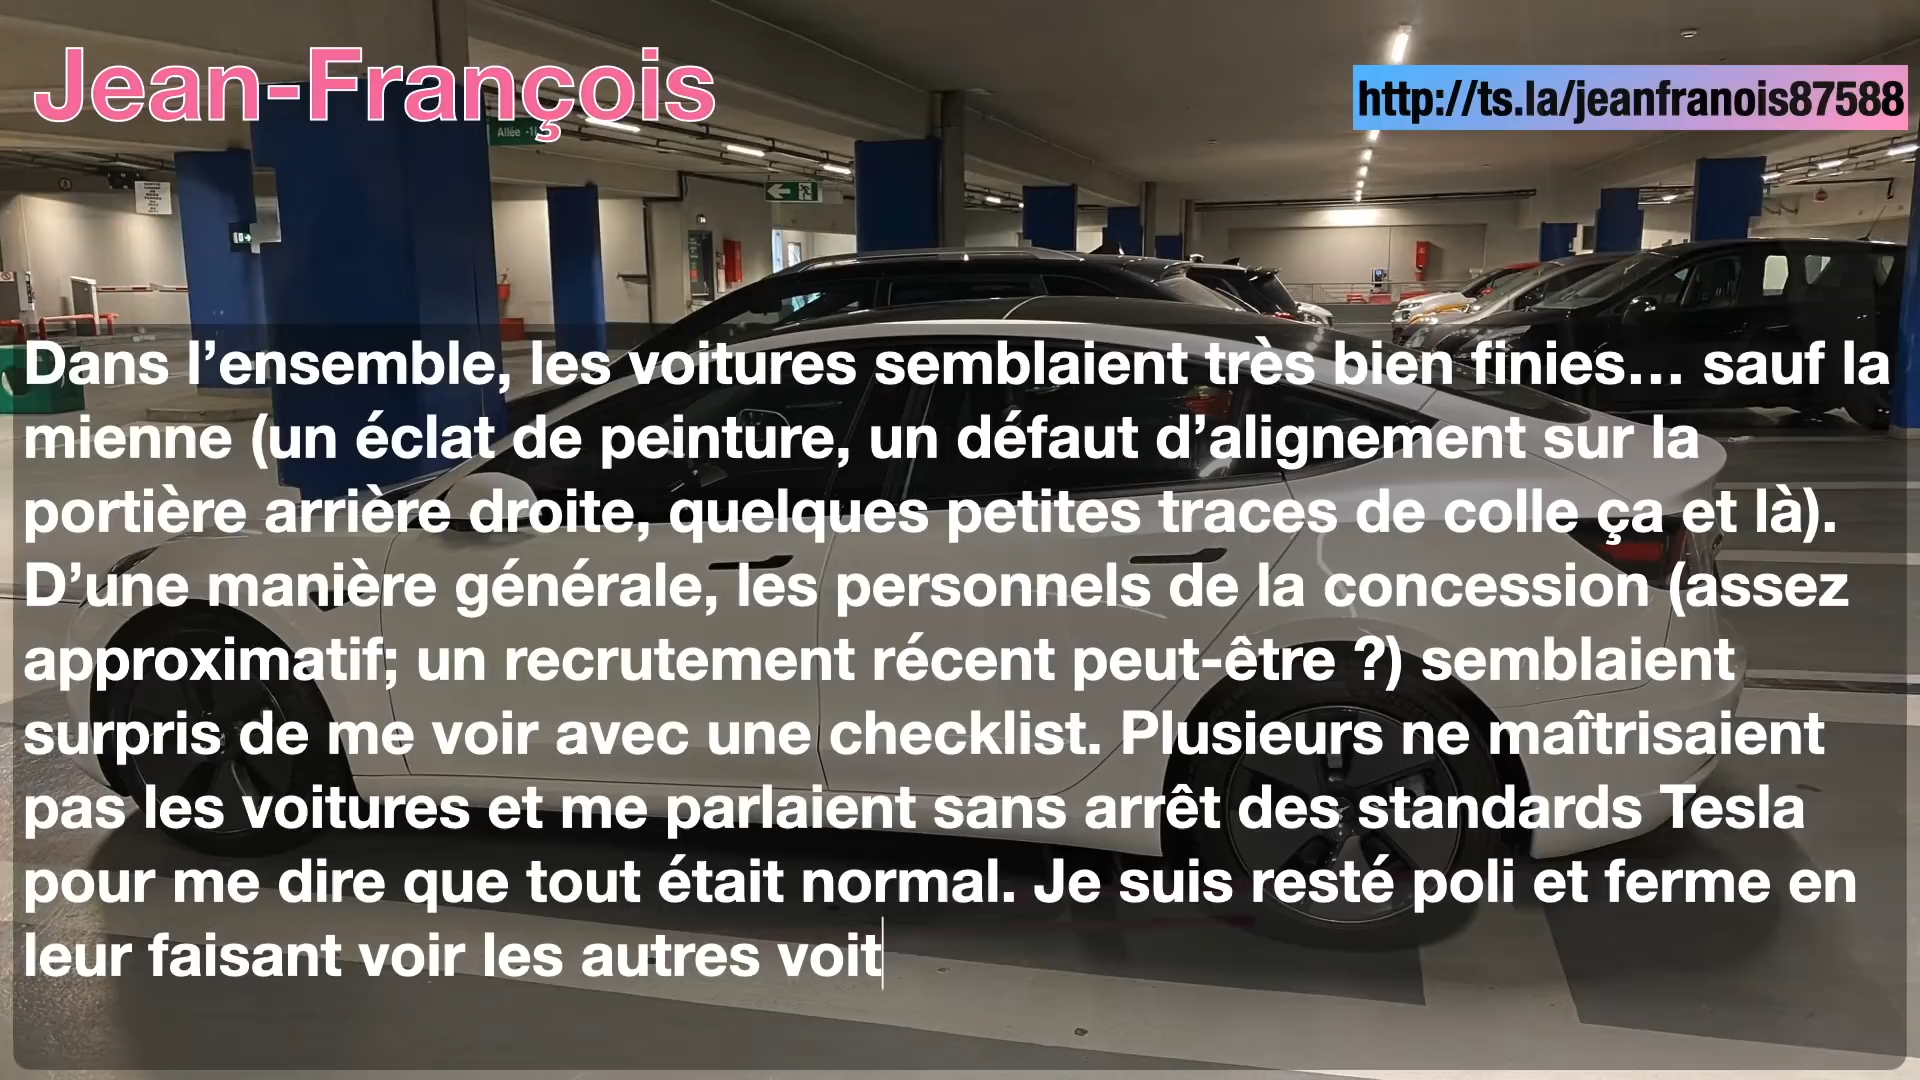 Jean-François
http://ts.la/jeanfranois87588
Allée -1
Dans l’ensemble, les voitures semblaient très bien finies… sauf la
mienne (un éclat de peinture, un défaut d’alignement sur la
portière arrière droite, quelques petites traces de colle ça et là).
D’une manière générale, les personnels de la concession (assez
approximatif; un recrutement récent peut-être ?) semblaient
surpris de me voir avec une checklist. Plusieurs ne maîtrisaient
pas les voitures et me parlaient sans arrêt des standards Tesla
pour me dire que tout était normal. Je suis resté poli et ferme en
leur faisant voir les autres voit